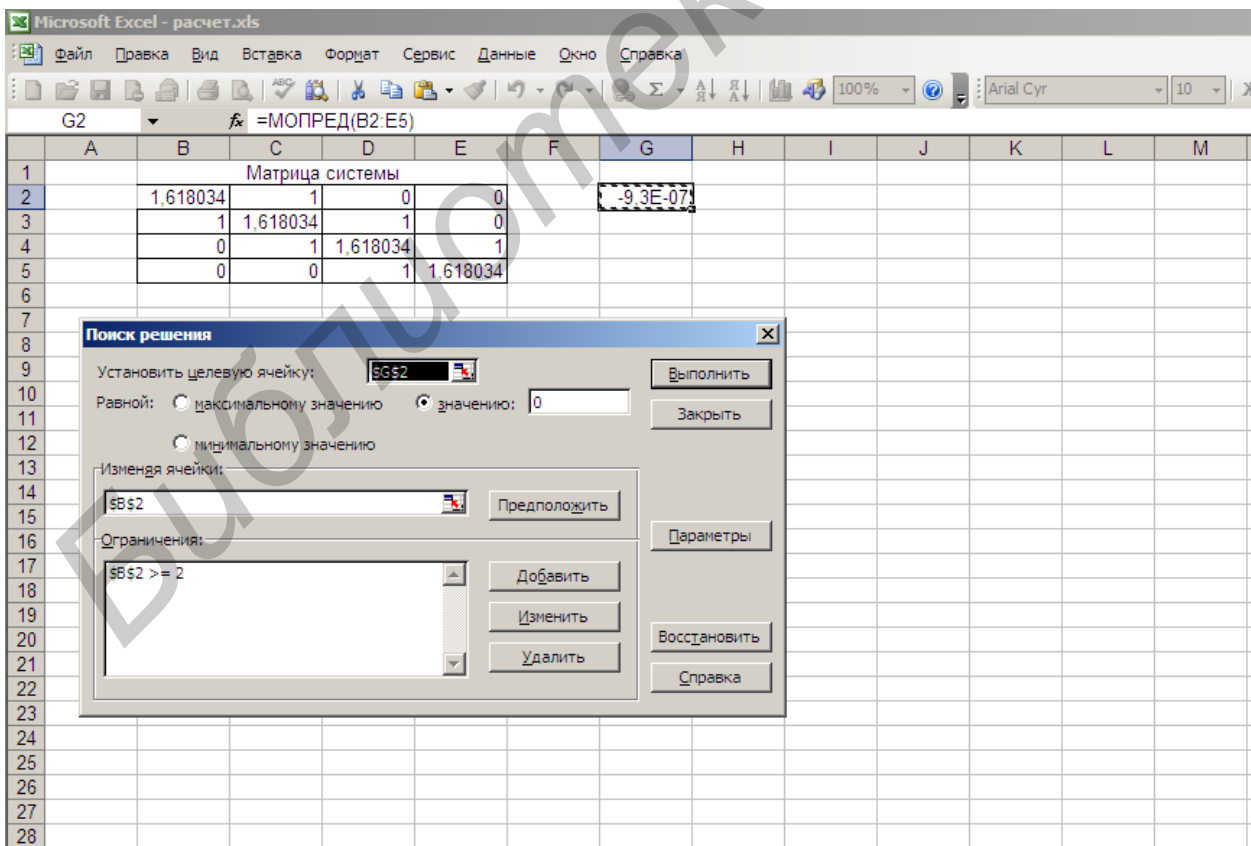 Microsoft Excel - расчет.xls
Файл Правка Вид Вставка Формат Сервис Данные Окно Справка
100% Arial Cyr 10
G2 fx =МОПРЕД(B2:E5)
A B C D E F G H I J K L M
1 Матрица системы
2 1,618034 1 0 0 -9,3E-07
3 1 1,618034 1 0
4 0 1 1,618034 1
5 0 0 1 1,618034
6
7
8
9
10
11
12
13
14
15
16
17
18
19
20
21
22
23
24
25
26
27
28
Поиск решения
Установить целевую ячейку: $G$2 Выполнить
Равной: максимальному значению значению: 0 Закрыть
минимальному значению
Изменяя ячейки:
$B$2 Предположить
Ограничения: Параметры
$B$2 >= 2 Добавить
Изменить
Восстановить
Удалить
Справка
Библиотек